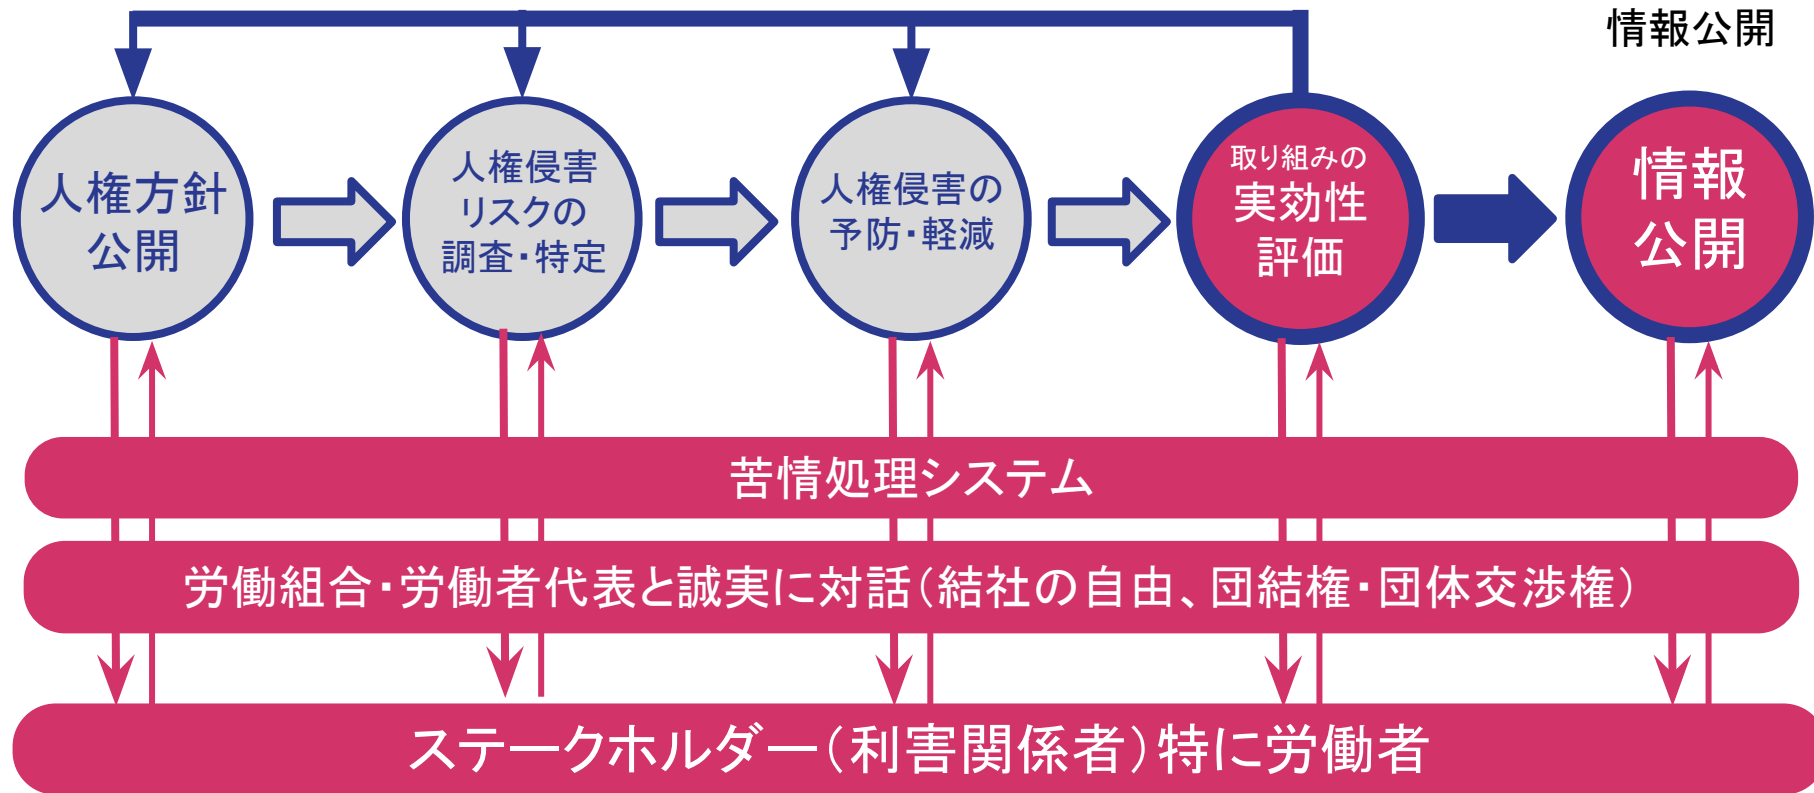 情報公開
人権方針
公開
人権侵害
リスクの
調査・特定
人権侵害の
予防・軽減
取り組みの
実効性
評価
情報
公開
苦情処理システム
労働組合・労働者代表と誠実に対話（結社の自由、団結権・団体交渉権）
ステークホルダー（利害関係者）特に労働者